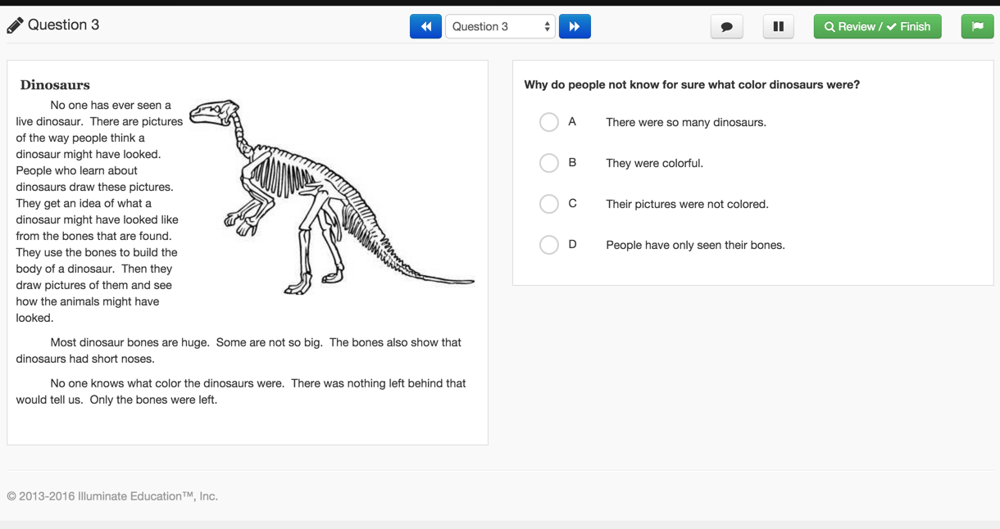 Question 3
Question 3
Review / Finish
Dinosaurs
No one has ever seen a
live dinosaur. There are pictures
of the way people think a
dinosaur might have looked.
People who learn about
dinosaurs draw these pictures.
They get an idea of what a
dinosaur might have looked like
from the bones that are found.
They use the bones to build the
body of a dinosaur. Then they
draw pictures of them and see
how the animals might have
looked.
Most dinosaur bones are huge. Some are not so big. The bones also show that
dinosaurs had short noses.
No one knows what color the dinosaurs were. There was nothing left behind that
would tell us. Only the bones were left.
Why do people not know for sure what color dinosaurs were?
A There were so many dinosaurs.
B They were colorful.
C Their pictures were not colored.
D People have only seen their bones.
© 2013-2016 Illuminate Education™, Inc.